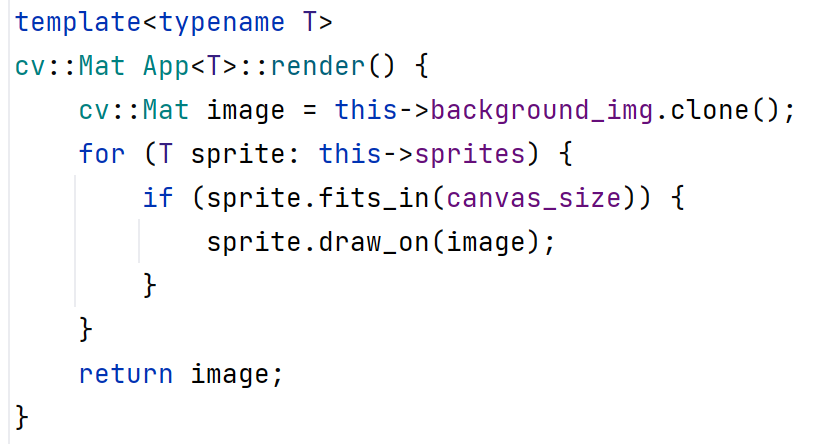 template<typename T>
cv::Mat App<T>::render() {
    cv::Mat image = this->background_img.clone();
    for (T sprite: this->sprites) {
        if (sprite.fits_in(canvas_size)) {
            sprite.draw_on(image);
        }
    }
    return image;
}